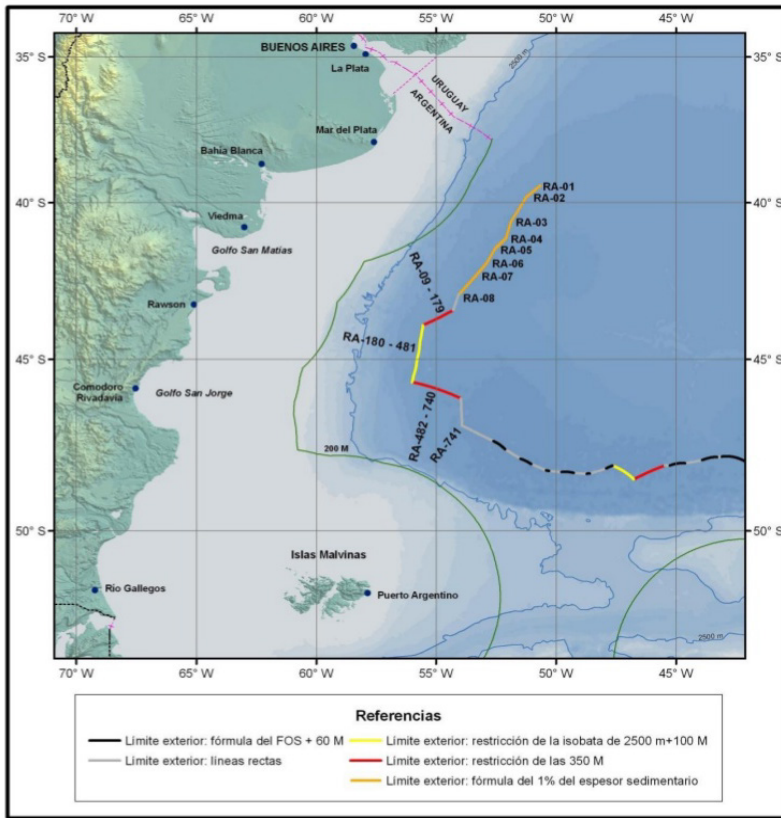 70° W
65° W
60° W
55° W
50° W
45° W
35° S
35° S
BUENOS AIRES
La Plata
2500 m
URUGUAY
ARGENTINA
Mar del Plata
Bahía Blanca
40° S
40° S
RA-01
RA-02
Viedma
RA-03
Golfo San Matías
RA-04
RA-05
RA-06
RA-07
RA-08
RA-09 - 179
Rawson
RA-180 - 481
45° S
45° S
Comodoro
Rivadavia
Golfo San Jorge
RA-482 - 740
RA-741
200 M
50° S
50° S
Islas Malvinas
Río Gallegos
Puerto Argentino
2500 m
70° W
65° W
60° W
55° W
50° W
45° W
Referencias
Límite exterior: fórmula del FOS + 60 M
Límite exterior: restricción de la isobata de 2500 m+100 M
Límite exterior: líneas rectas
Límite exterior: restricción de las 350 M
Límite exterior: fórmula del 1% del espesor sedimentario